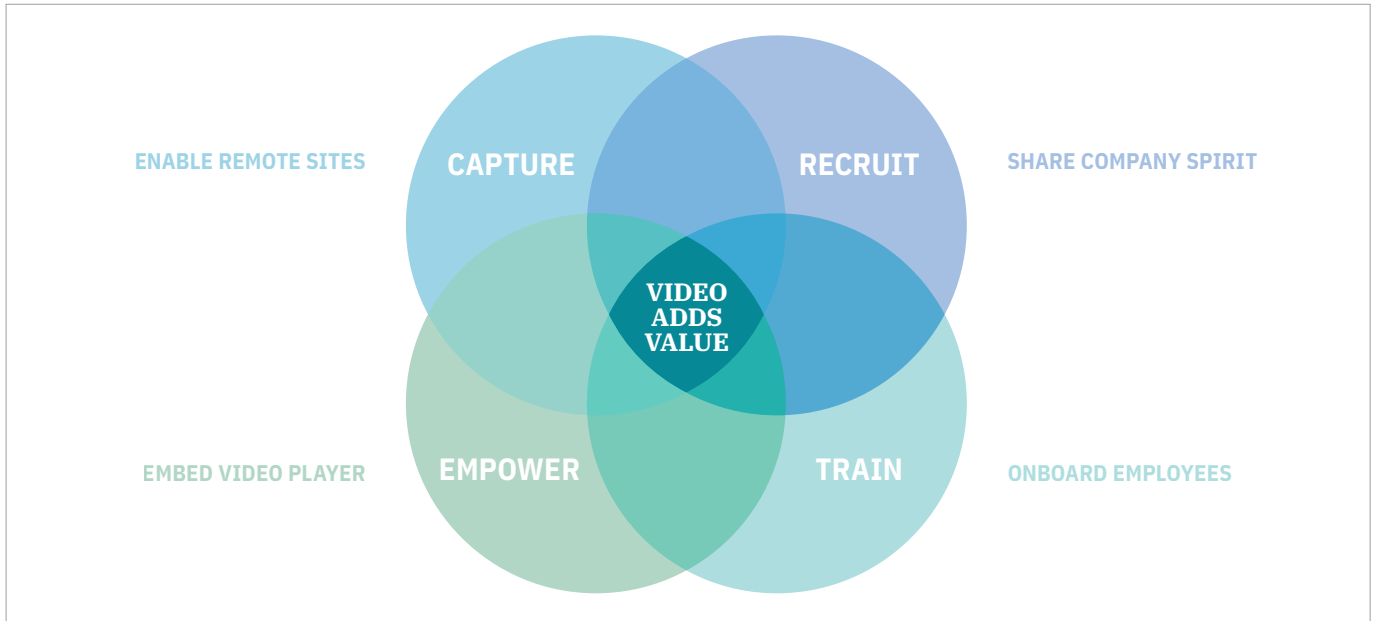 ENABLE REMOTE SITES
CAPTURE
RECRUIT
SHARE COMPANY SPIRIT
VIDEO
ADDS
VALUE
EMBED VIDEO PLAYER
EMPOWER
TRAIN
ONBOARD EMPLOYEES